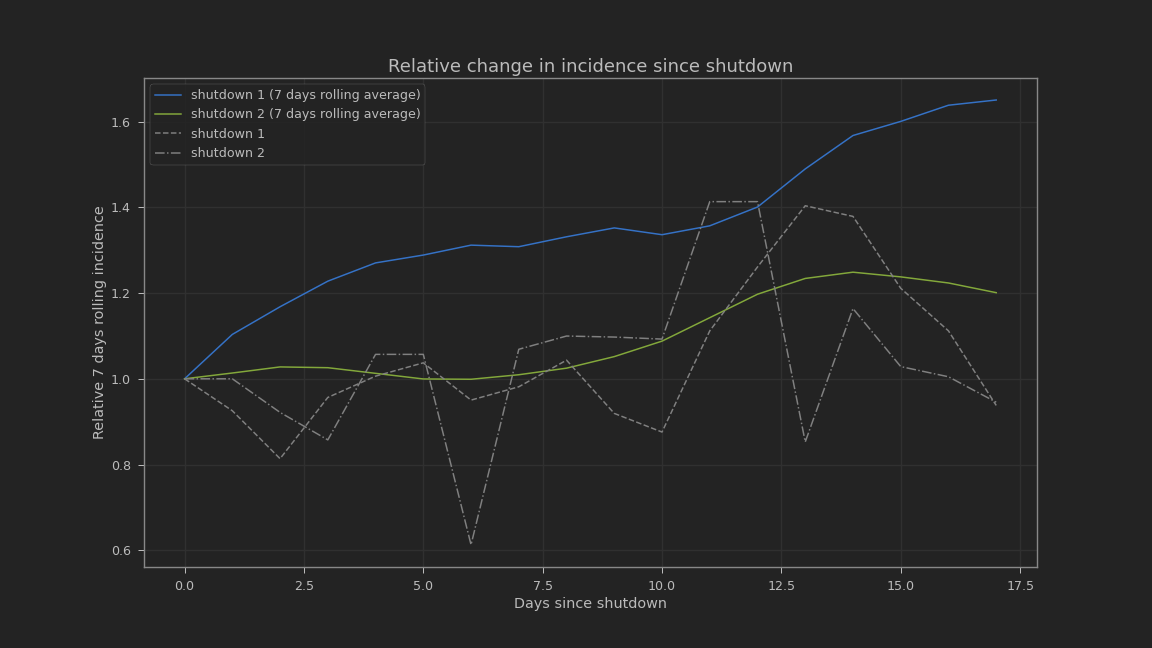 Relative change in incidence since shutdown
shutdown 1 (7 days rolling average)
shutdown 2 (7 days rolling average)
shutdown 1
shutdown 2
Relative 7 days rolling incidence
1.6
1.4
1.2
1.0
0.8
0.6
0.0 2.5 5.0 7.5 10.0 12.5 15.0 17.5
Days since shutdown